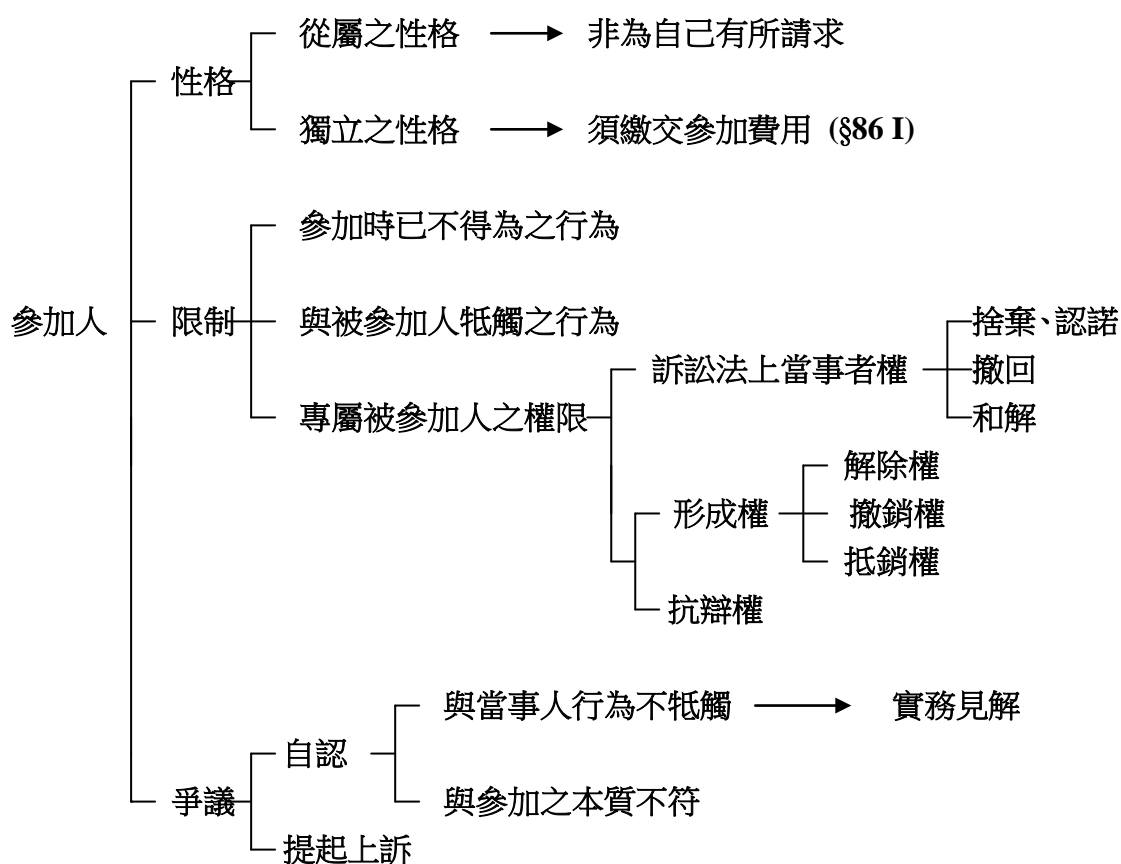 從屬之性格 非為自己有所請求
性格
獨立之性格 須繳交參加費用 (§86 I)
參加時已不得為之行為
參加人 限制 與被參加人牴觸之行為 捨棄、認諾
訴訟法上當事者權 撤回
專屬被參加人之權限 和解
解除權
形成權 撤銷權
抵銷權
抗辯權
與當事人行為不牴觸 實務見解
自認
爭議 與參加之本質不符
提起上訴